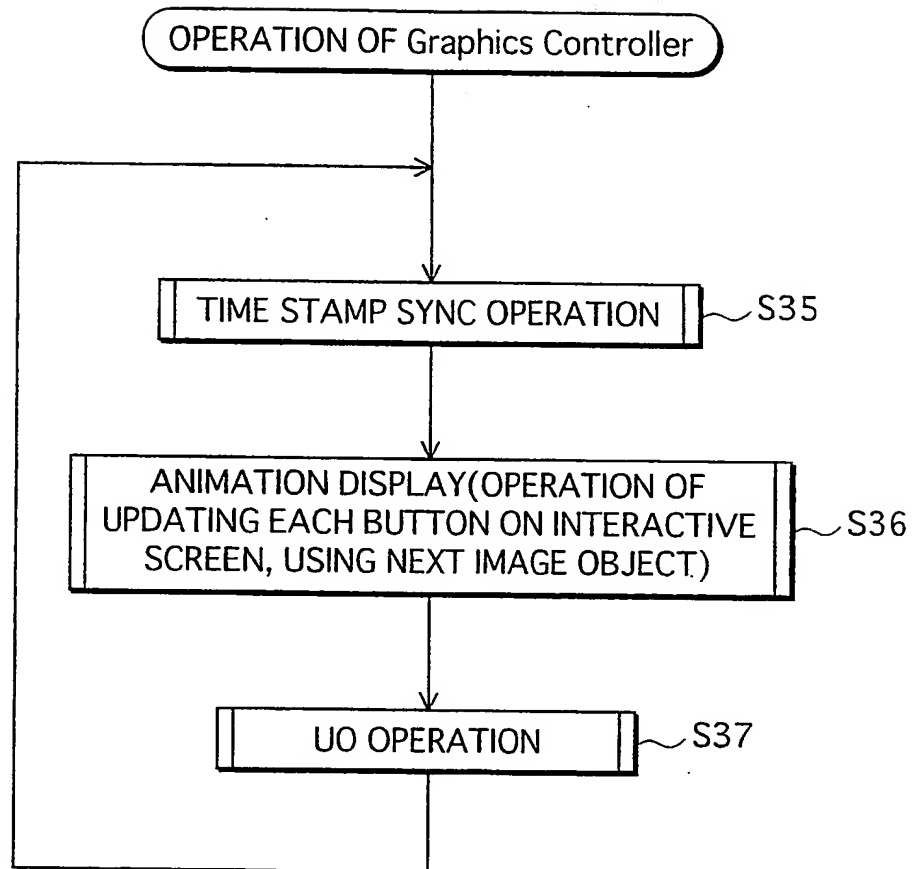 OPERATION OF Graphics Controller
TIME STAMP SYNC OPERATION
S35
ANIMATION DISPLAY(OPERATION OF
UPDATING EACH BUTTON ON INTERACTIVE
SCREEN, USING NEXT IMAGE OBJECT)
S36
UO OPERATION
S37